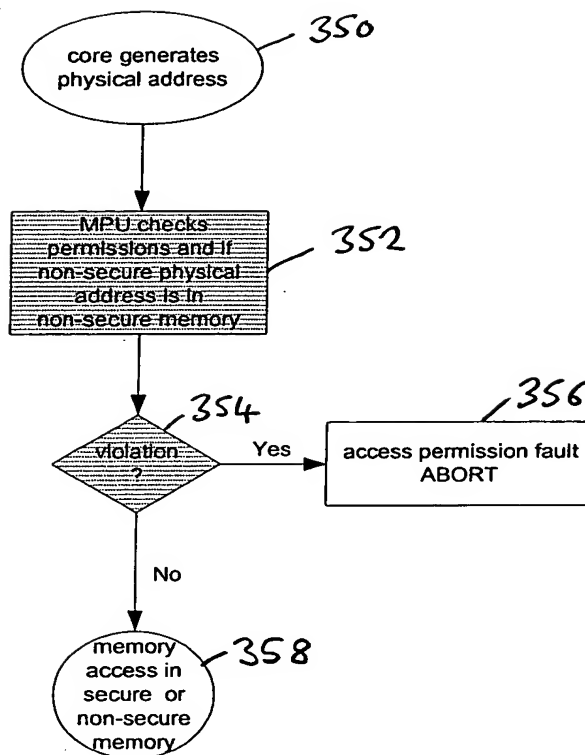 350
core generates
physical address
MPU checks
permissions and if
non-secure physical
address is in
non-secure memory
352
354
violation
?
Yes
356
access permission fault
ABORT
No
358
memory
access in
secure or
non-secure
memory